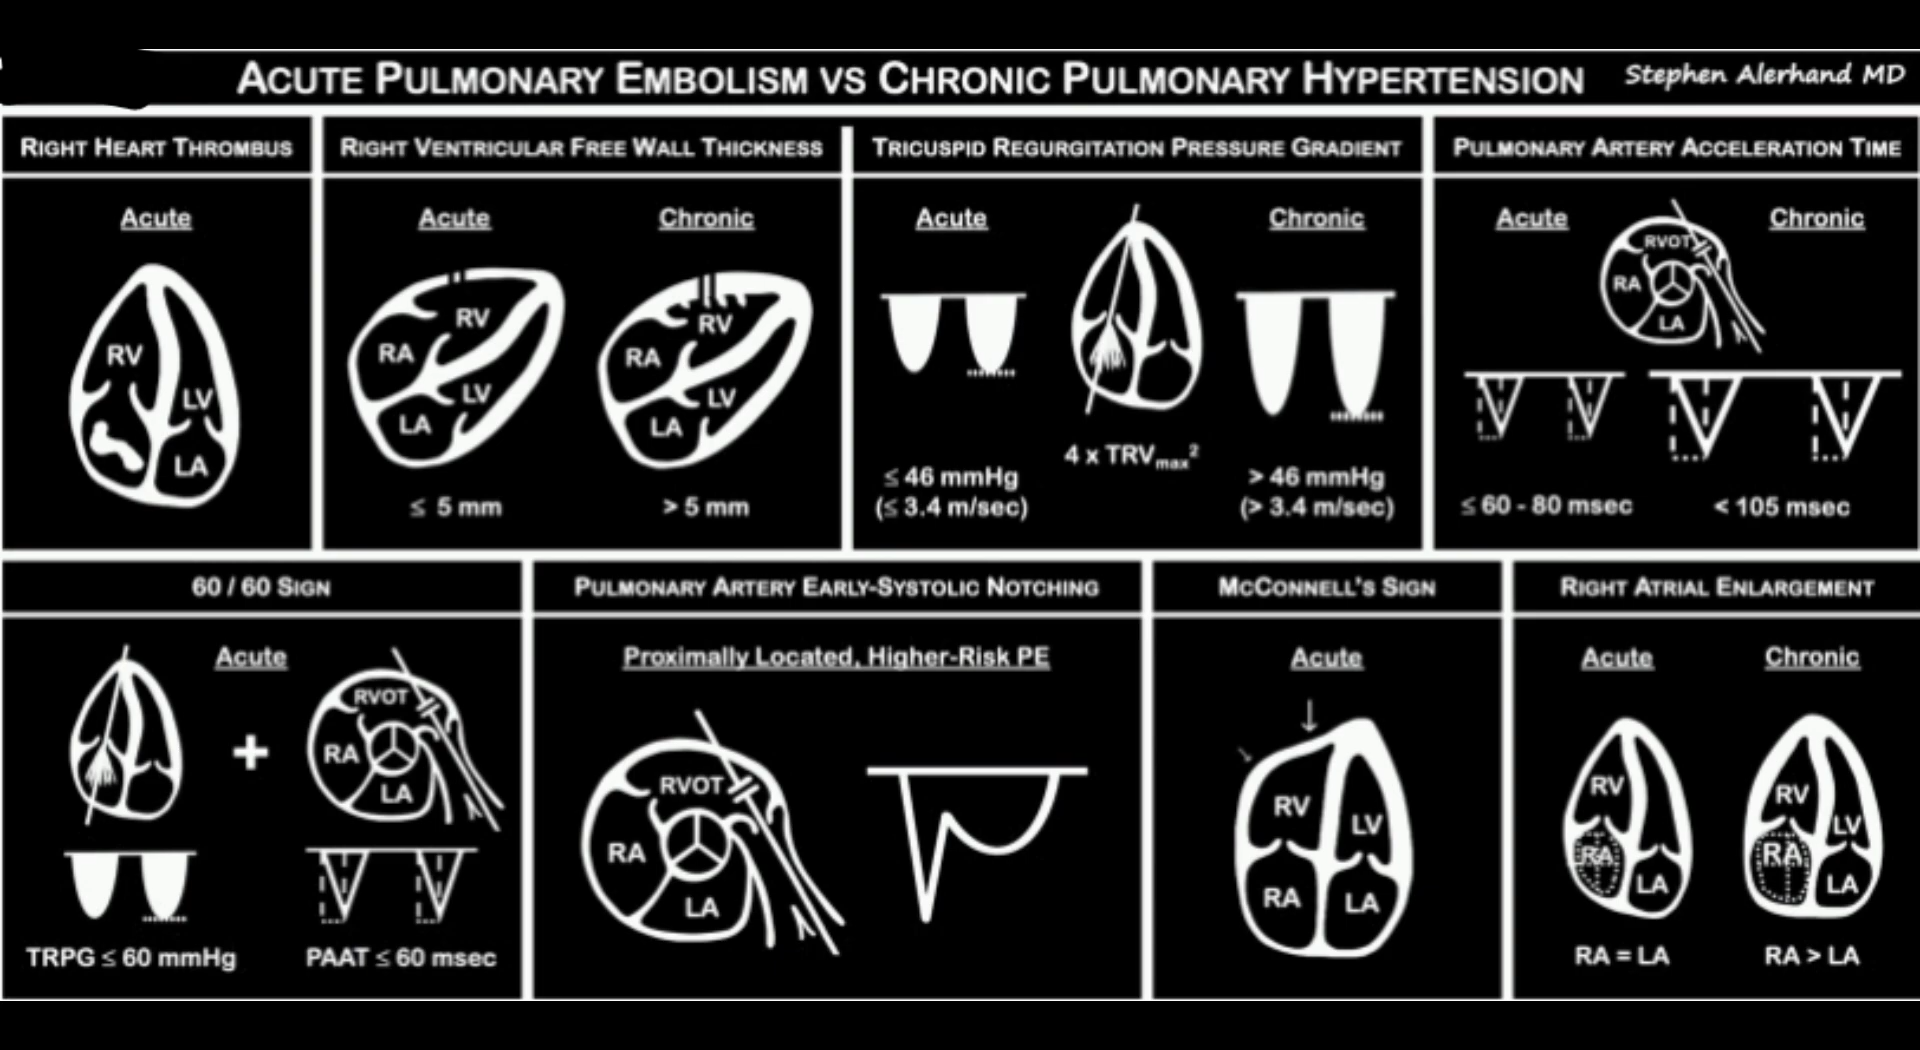 ACUTE PULMONARY EMBOLISM VS CHRONIC PULMONARY HYPERTENSION
Stephen Alerhand MD
RIGHT HEART THROMBUS
Acute
RV
LV
LA
RIGHT VENTRICULAR FREE WALL THICKNESS
Acute
RV
RA
LV
LA
≤ 5 mm
Chronic
RV
RA
LV
LA
> 5 mm
TRICUSPID REGURGITATION PRESSURE GRADIENT
Acute
≤ 46 mmHg
(≤ 3.4 m/sec)
4 x TRVmax²
Chronic
> 46 mmHg
(> 3.4 m/sec)
PULMONARY ARTERY ACCELERATION TIME
Acute
Chronic
RVOT
RA
LA
≤ 60 - 80 msec
< 105 msec
60 / 60 SIGN
Acute
+
RVOT
RA
LA
TRPG ≤ 60 mmHg
PAAT ≤ 60 msec
PULMONARY ARTERY EARLY-SYSTOLIC NOTCHING
Proximally Located, Higher-Risk PE
RVOT
RA
LA
MCCONNELL'S SIGN
Acute
RV
LV
RA
LA
RIGHT ATRIAL ENLARGEMENT
Acute
RV
RA
LA
RA = LA
Chronic
RV
LV
RA
LA
RA > LA